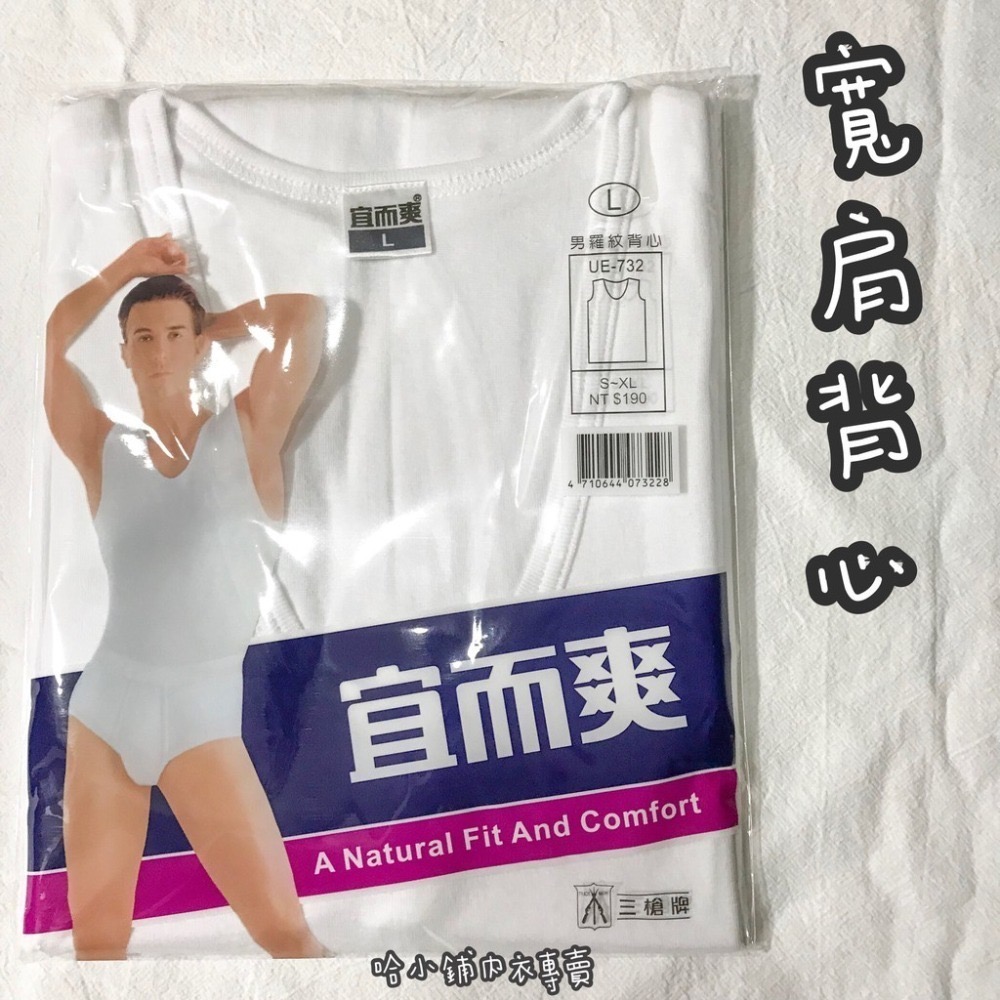 寬肩背心
宜而爽®
L
L
男羅紋背心
UE-732
S~XL
NT $190
4 710644 073228
宜而爽
A Natural Fit And Comfort
三槍牌
哈小鋪內衣專賣